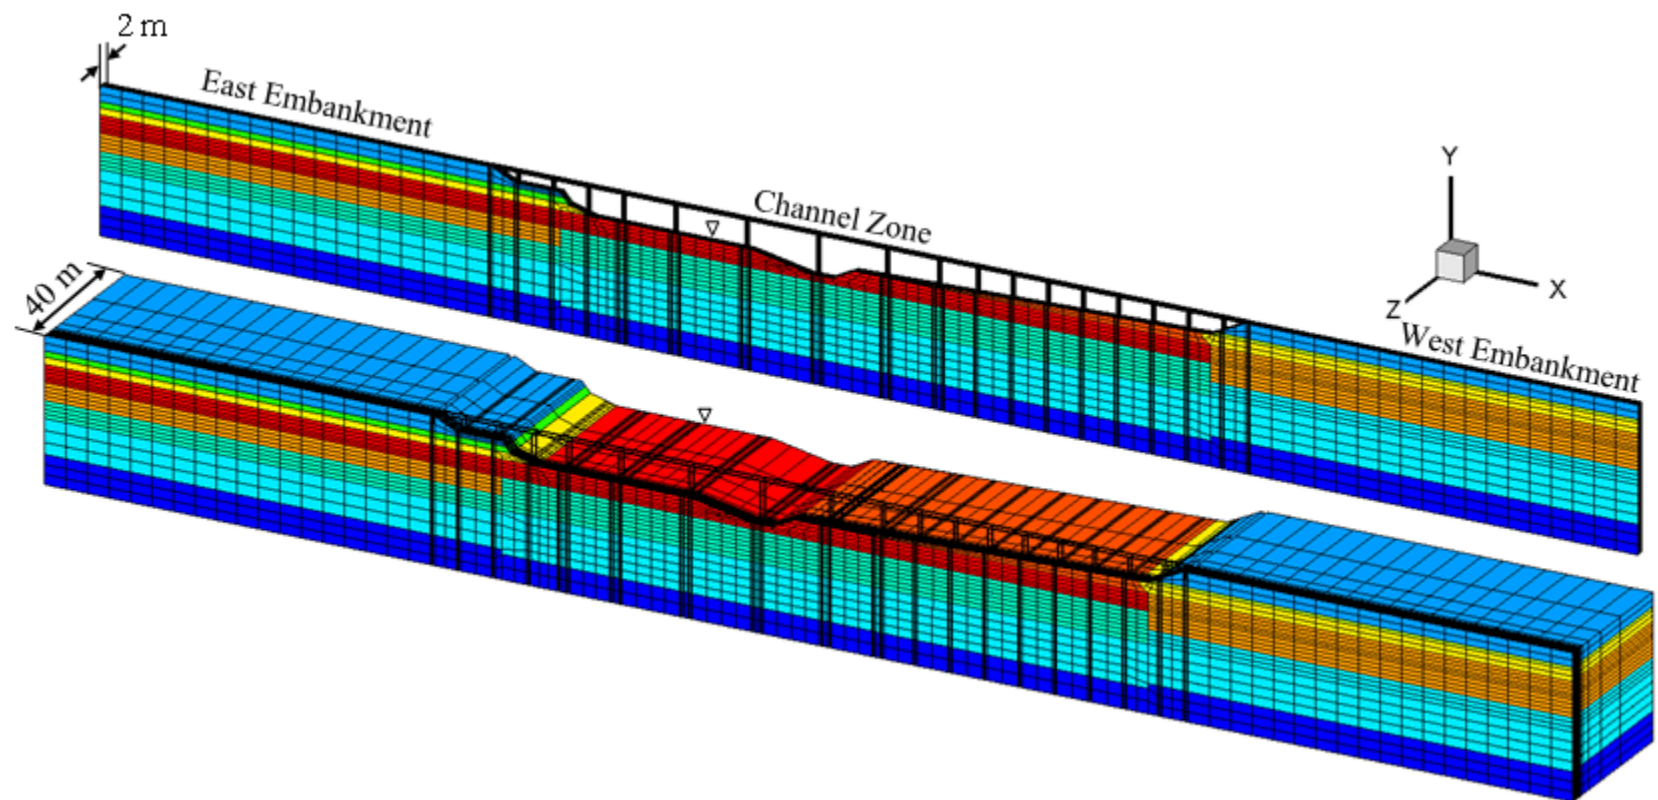 2 m
East Embankment
Channel Zone
Y
X
Z
West Embankment
40 m